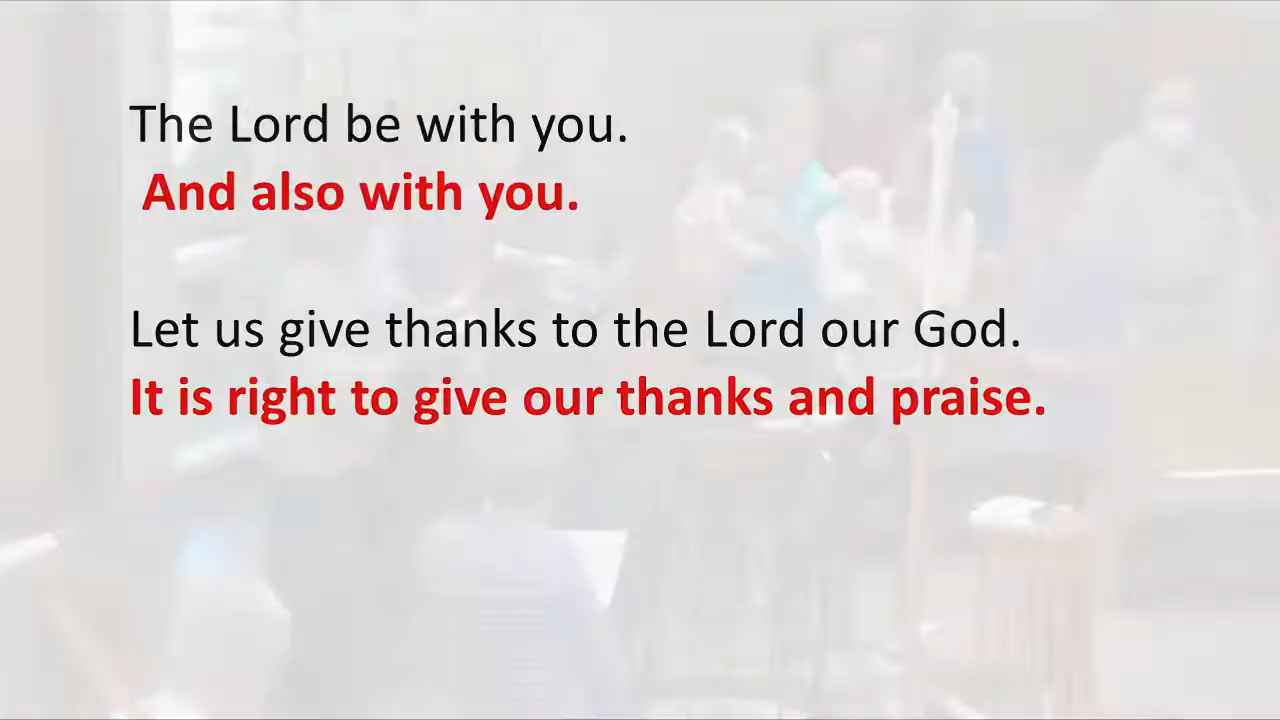 The Lord be with you.
And also with you.
Let us give thanks to the Lord our God.
It is right to give our thanks and praise.